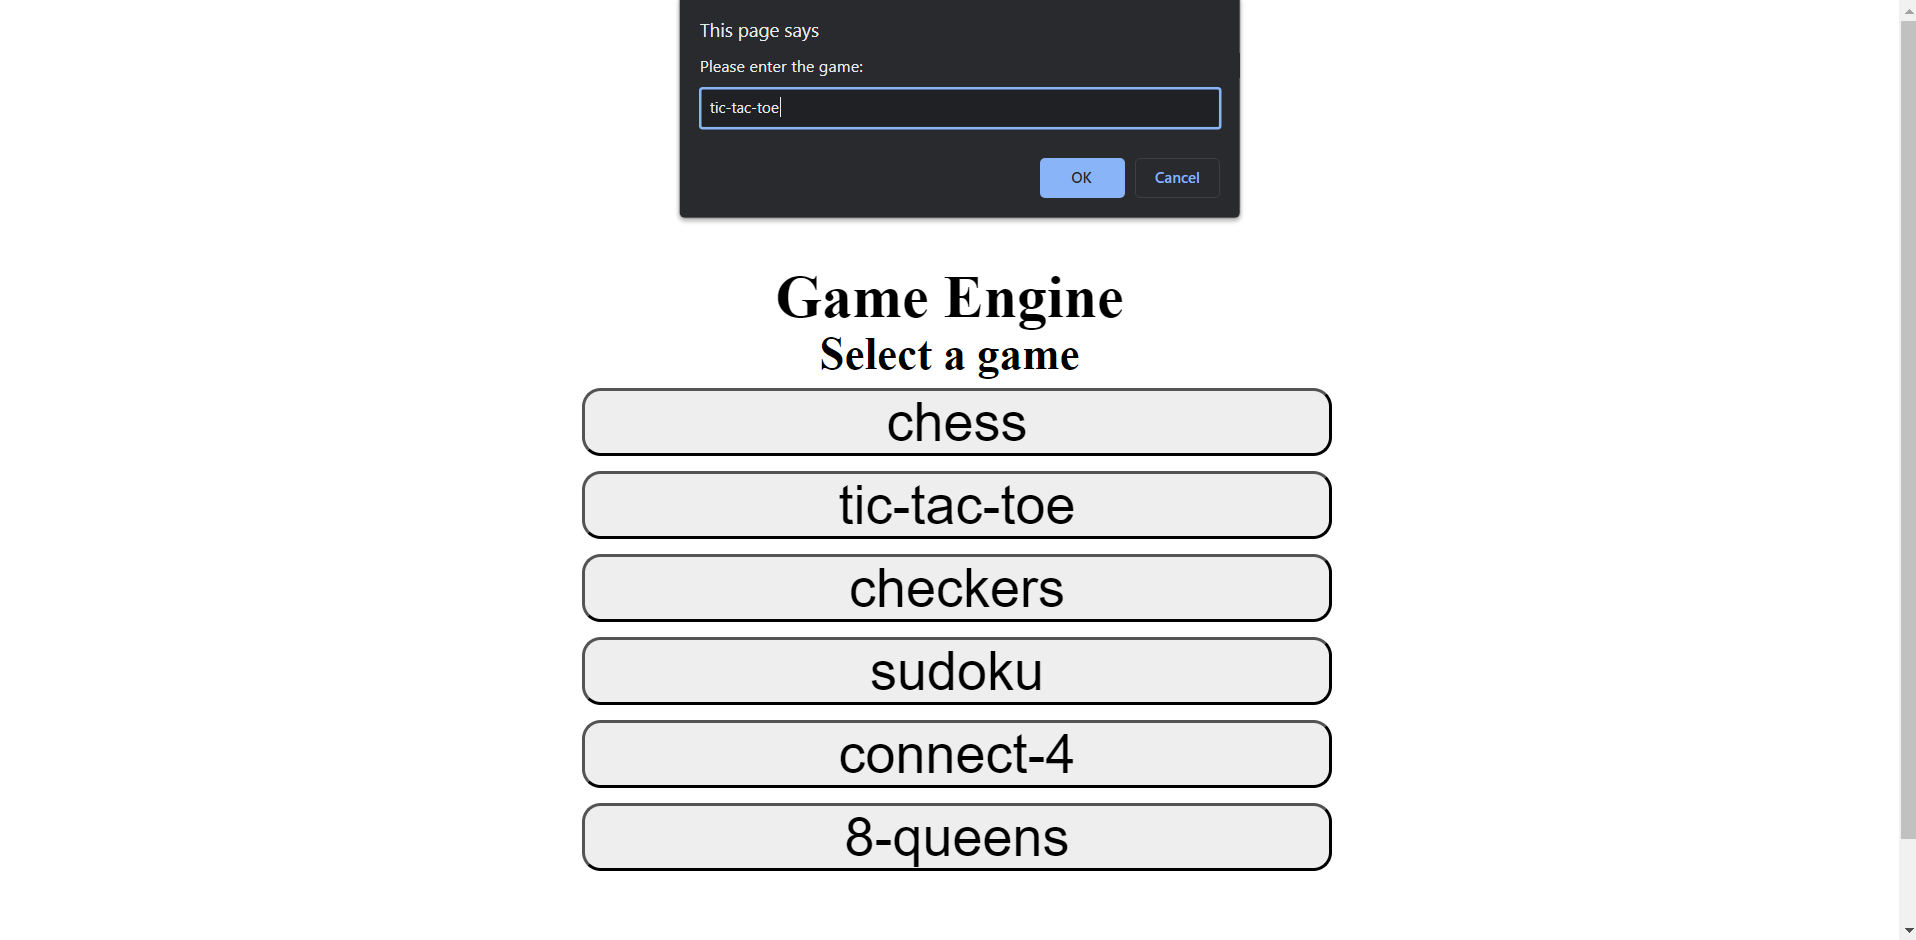 This page says
Please enter the game:
tic-tac-toe
OK Cancel
Game Engine
Select a game
chess
tic-tac-toe
checkers
sudoku
connect-4
8-queens